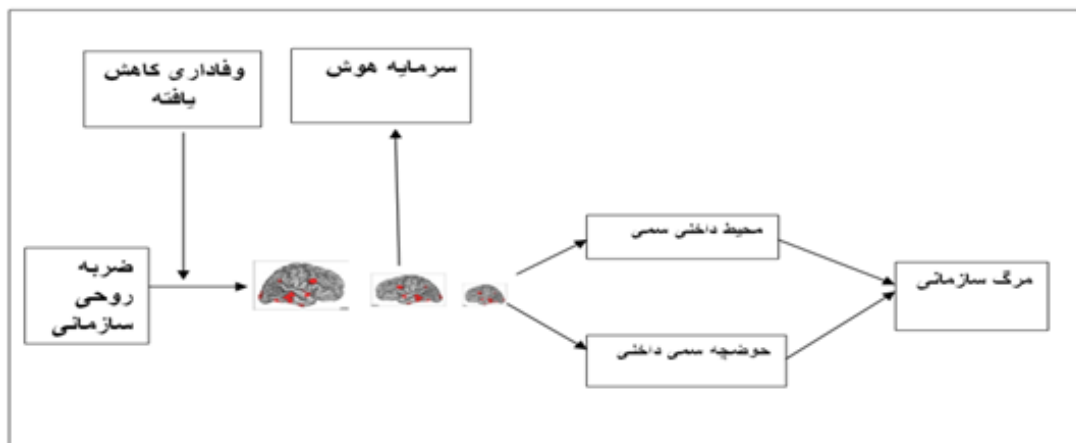 وفاداری کاهش
یافته
سرمایه هوش
ضربه
روحی
سازمانی
محیط داخلی سمی
حوضچه سمی داخلی
مرگ سازمانی